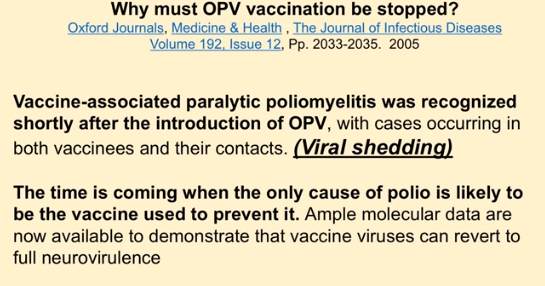 Why must OPV vaccination be stopped?
Oxford Journals, Medicine & Health , The Journal of Infectious Diseases
Volume 192, Issue 12, Pp. 2033-2035.  2005
Vaccine-associated paralytic poliomyelitis was recognized
shortly after the introduction of OPV, with cases occurring in
both vaccinees and their contacts. (Viral shedding)
The time is coming when the only cause of polio is likely to
be the vaccine used to prevent it. Ample molecular data are
now available to demonstrate that vaccine viruses can revert to
full neurovirulence